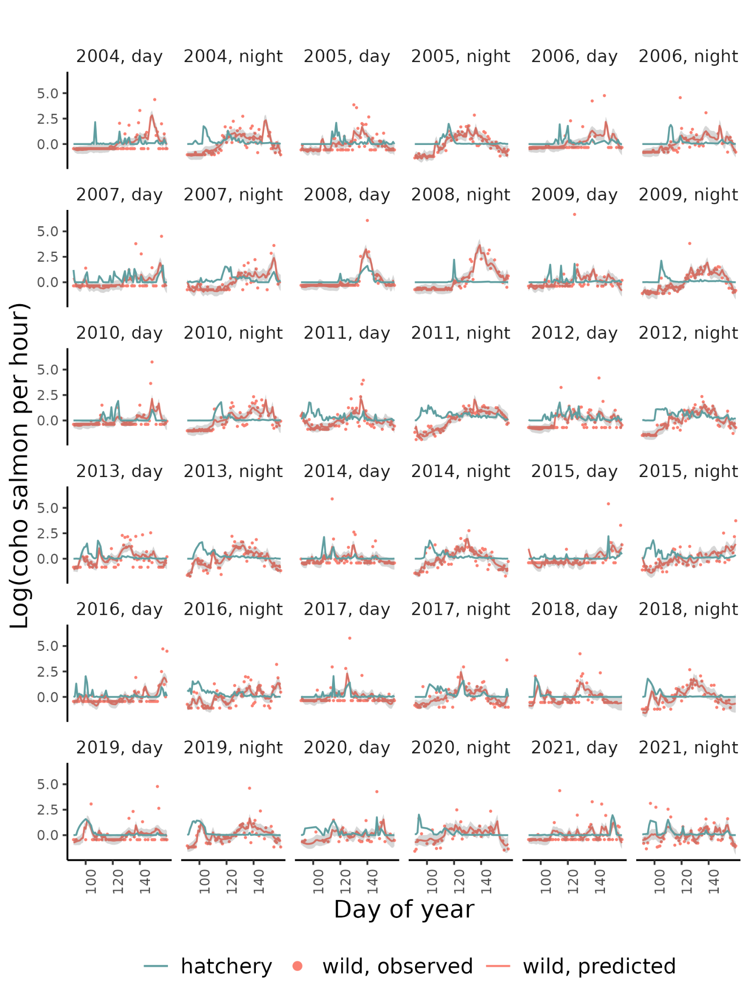 2004, day 2004, night 2005, day 2005, night 2006, day 2006, night
5.0
2.5
0.0
2007, day 2007, night 2008, day 2008, night 2009, day 2009, night
5.0
2.5
0.0
2010, day 2010, night 2011, day 2011, night 2012, day 2012, night
5.0
2.5
0.0
2013, day 2013, night 2014, day 2014, night 2015, day 2015, night
5.0
2.5
0.0
2016, day 2016, night 2017, day 2017, night 2018, day 2018, night
5.0
2.5
0.0
2019, day 2019, night 2020, day 2020, night 2021, day 2021, night
5.0
2.5
0.0
Log(coho salmon per hour)
100 120 140 100 120 140 100 120 140 100 120 140 100 120 140 100 120 140
Day of year
hatchery wild, observed wild, predicted